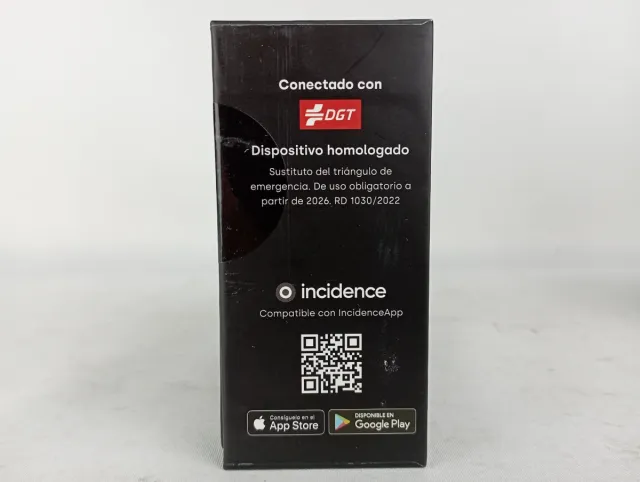 Conectado con
DGT
Dispositivo homologado
Sustituto del triángulo de
emergencia. De uso obligatorio a
partir de 2026. RD 1030/2022
incidence
Compatible con IncidenceApp
Consíguelo en el
App Store
DISPONIBLE EN
Google Play